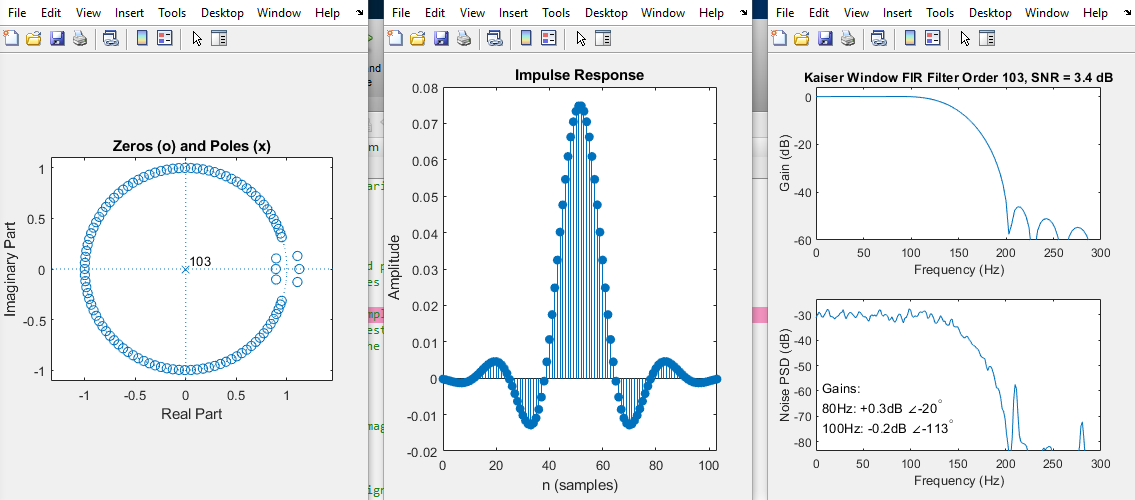 File Edit View Insert Tools Desktop Window Help
Zeros (o) and Poles (x)
1
0.5
0
-0.5
-1
Imaginary Part
103
-1 -0.5 0 0.5 1
Real Part
File Edit View Insert Tools Desktop Window Help
Impulse Response
0.08
0.07
0.06
0.05
0.04
0.03
0.02
0.01
0
-0.01
-0.02
Amplitude
0 20 40 60 80 100
n (samples)
File Edit View Insert Tools Desktop Window Help
Kaiser Window FIR Filter Order 103, SNR = 3.4 dB
0
-20
-40
-60
Gain (dB)
0 50 100 150 200 250 300
Frequency (Hz)
-30
-40
-50
-60
-70
-80
Noise PSD (dB)
Gains:
80Hz: +0.3dB ∠-20°
100Hz: -0.2dB ∠-113°
0 50 100 150 200 250 300
Frequency (Hz)